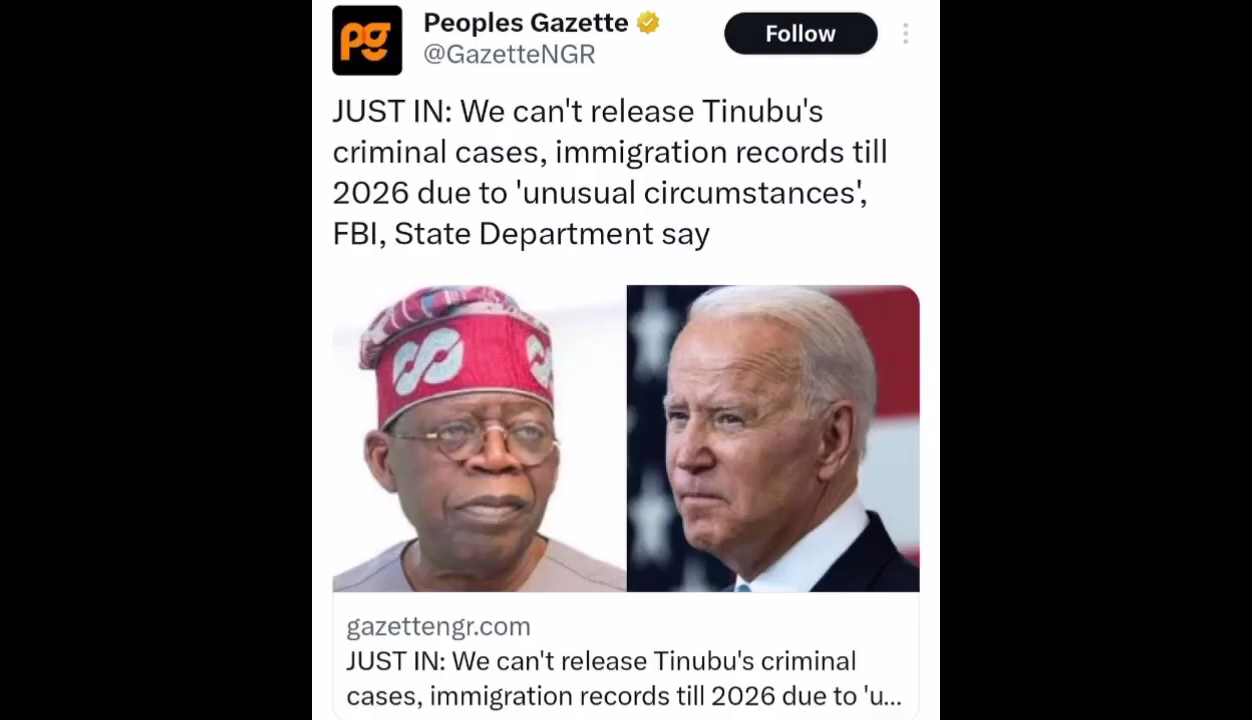 pg
Peoples Gazette
@GazetteNGR
Follow
JUST IN: We can't release Tinubu's
criminal cases, immigration records till
2026 due to 'unusual circumstances',
FBI, State Department say
gazettengr.com
JUST IN: We can't release Tinubu's criminal
cases, immigration records till 2026 due to 'u...